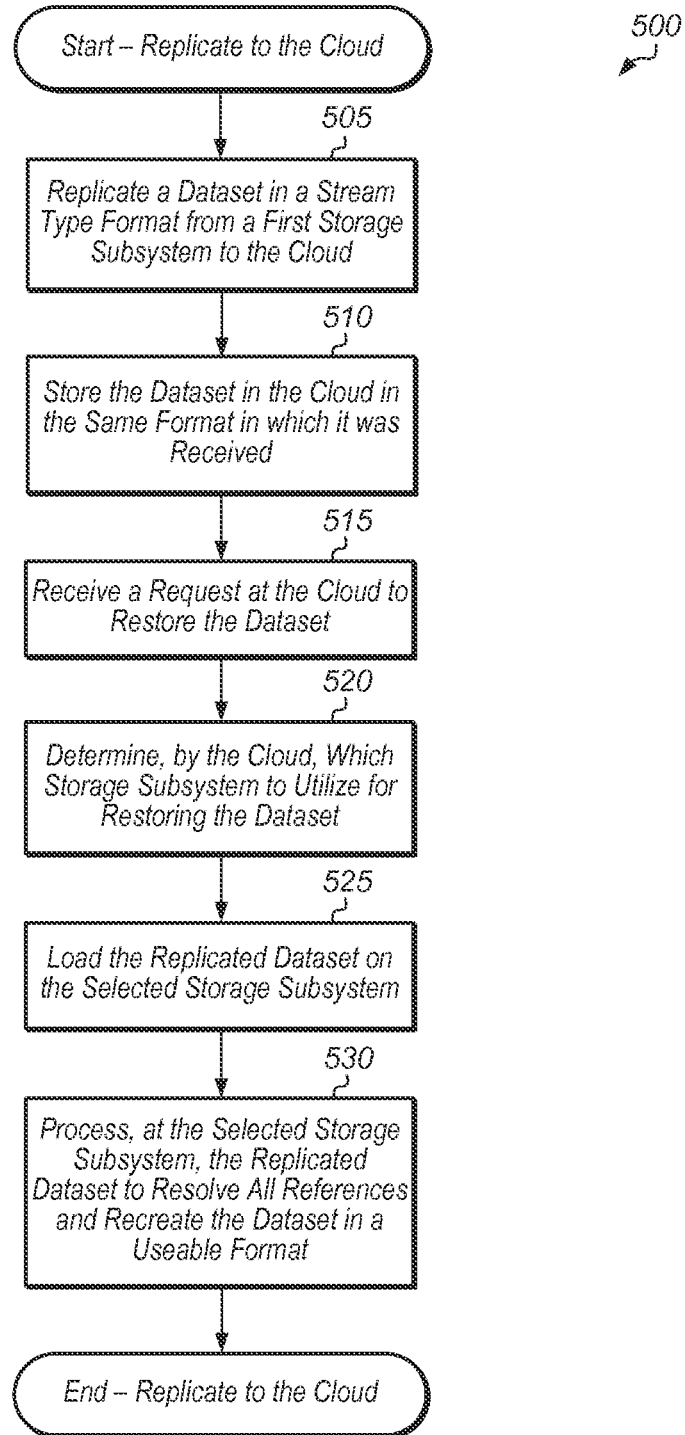 Start – Replicate to the Cloud
500
505
Replicate a Dataset in a Stream
Type Format from a First Storage
Subsystem to the Cloud
510
Store the Dataset in the Cloud in
the Same Format in which it was
Received
515
Receive a Request at the Cloud to
Restore the Dataset
520
Determine, by the Cloud, Which
Storage Subsystem to Utilize for
Restoring the Dataset
525
Load the Replicated Dataset on
the Selected Storage Subsystem
530
Process, at the Selected Storage
Subsystem, the Replicated
Dataset to Resolve All References
and Recreate the Dataset in a
Useable Format
End – Replicate to the Cloud